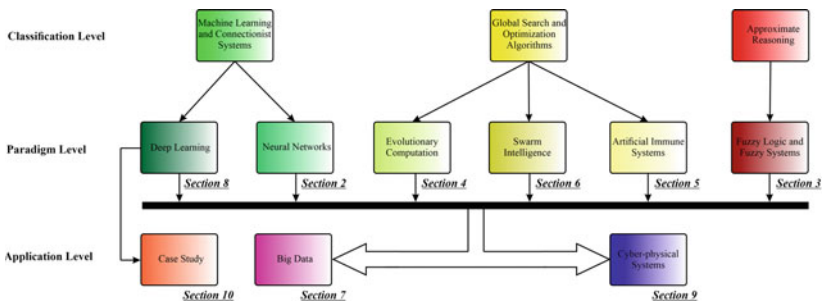 Classification Level
Machine Learning
and Connectionist
Systems
Global Search and
Optimization
Algorithms
Approximate
Reasoning
Paradigm Level
Deep Learning
Neural Networks
Evolutionary
Computation
Swarm
Intelligence
Artificial Immune
Systems
Fuzzy Logic and
Fuzzy Systems
Section 8
Section 2
Section 4
Section 6
Section 5
Section 3
Application Level
Case Study
Big Data
Cyber-physical
Systems
Section 10
Section 7
Section 9